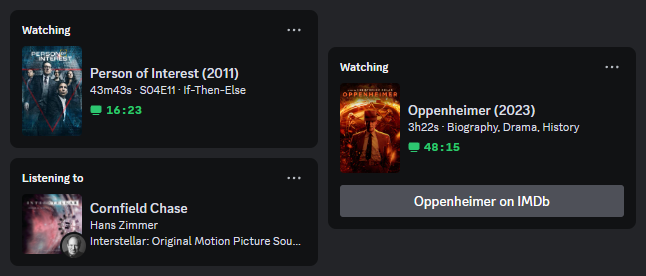 Watching
PERSON OF INTEREST
Person of Interest (2011)
43m43s · S04E11 · If-Then-Else
16:23
Listening to
Cornfield Chase
Hans Zimmer
Interstellar: Original Motion Picture Sou...
Watching
OPPENHEIMER
Oppenheimer (2023)
3h22s · Biography, Drama, History
48:15
Oppenheimer on IMDb